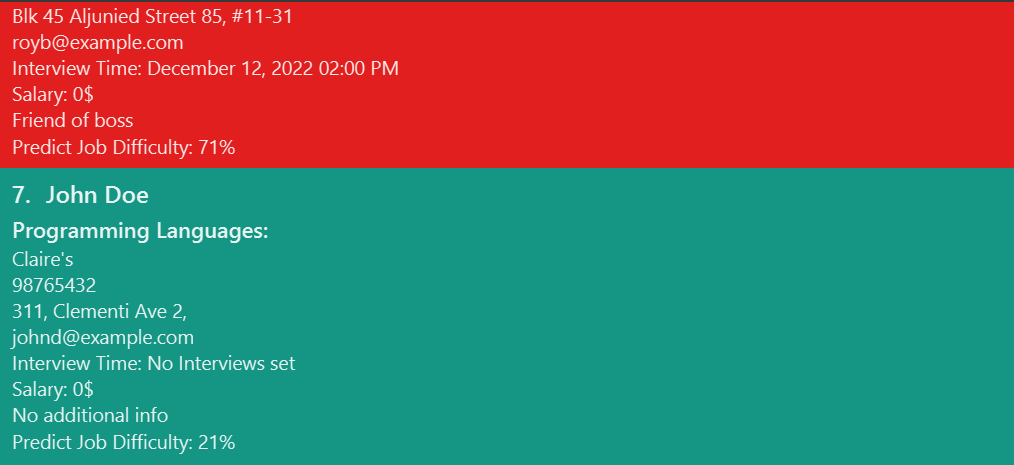 Blk 45 Aljunied Street 85, #11-31
royb@example.com
Interview Time: December 12, 2022 02:00 PM
Salary: 0$
Friend of boss
Predict Job Difficulty: 71%
7. John Doe
Programming Languages:
Claire's
98765432
311, Clementi Ave 2,
johnd@example.com
Interview Time: No Interviews set
Salary: 0$
No additional info
Predict Job Difficulty: 21%